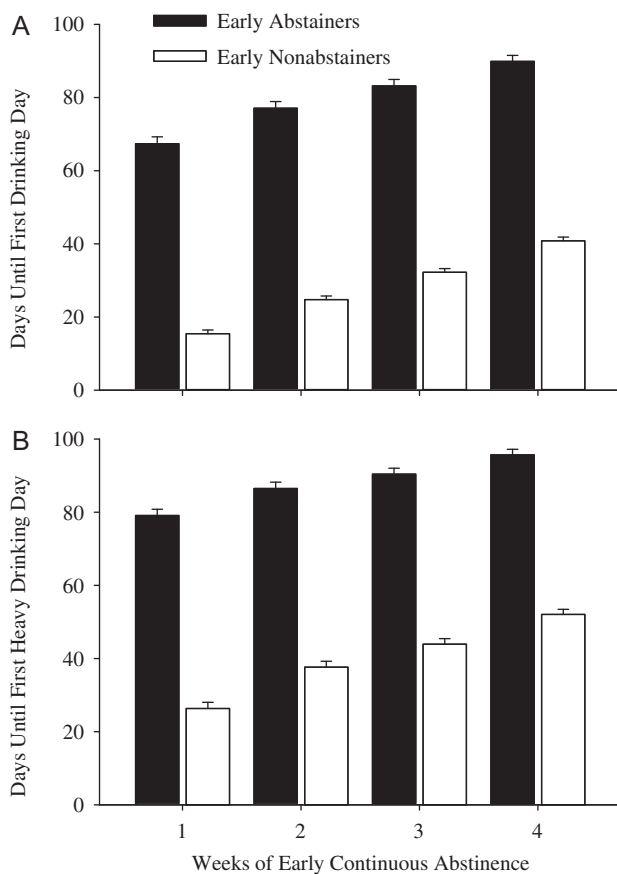 A
Early Abstainers
Early Nonabstainers
Days Until First Drinking Day
100
80
60
40
20
0
B
Days Until First Heavy Drinking Day
100
80
60
40
20
0
1 2 3 4
Weeks of Early Continuous Abstinence